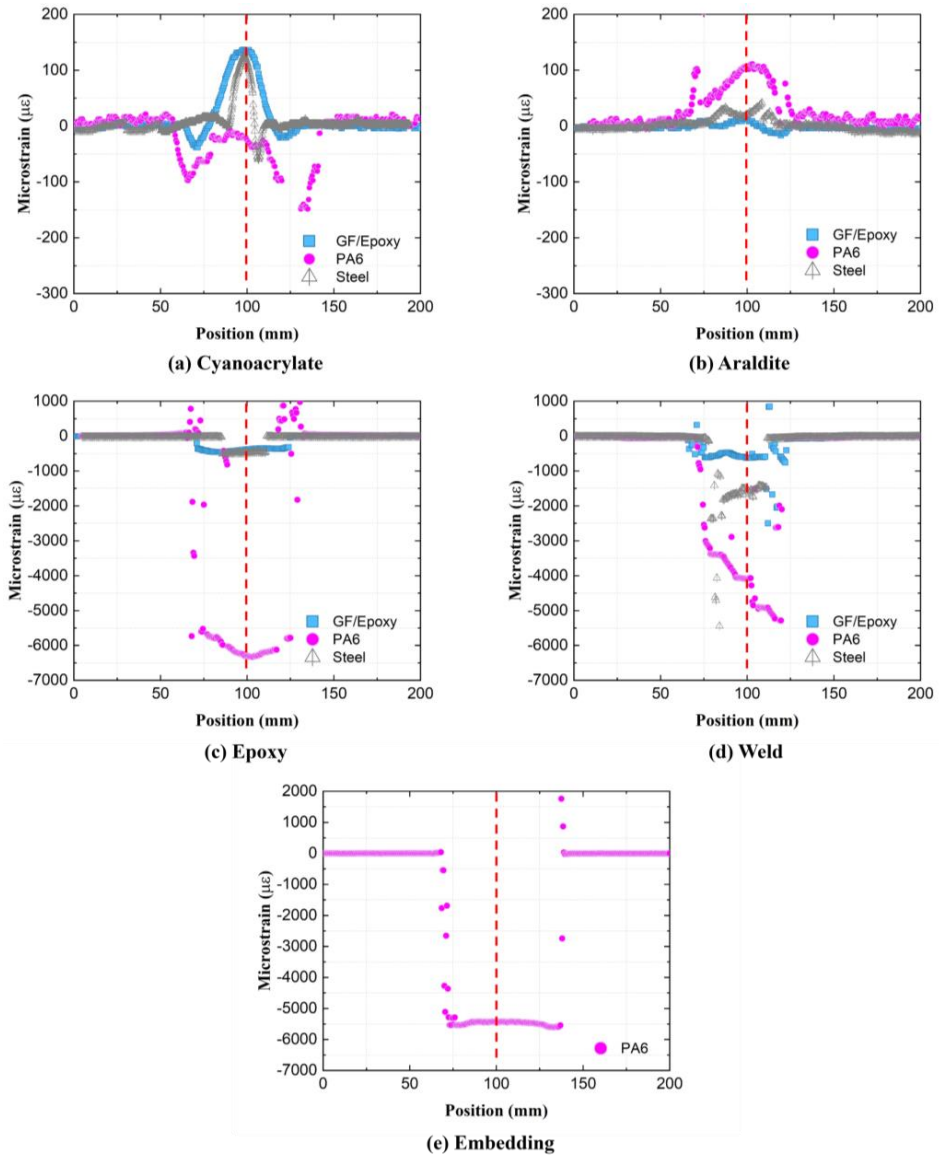 200
100
0
-100
-200
-300
Microstrain (με)
GF/Epoxy
PA6
Steel
0 50 100 150 200
Position (mm)
(a) Cyanoacrylate
200
100
0
-100
-200
-300
Microstrain (με)
GF/Epoxy
PA6
Steel
0 50 100 150 200
Position (mm)
(b) Araldite
1000
0
-1000
-2000
-3000
-4000
-5000
-6000
-7000
Microstrain (με)
GF/Epoxy
PA6
Steel
0 50 100 150 200
Position (mm)
(c) Epoxy
1000
0
-1000
-2000
-3000
-4000
-5000
-6000
-7000
Microstrain (με)
GF/Epoxy
PA6
Steel
0 50 100 150 200
Position (mm)
(d) Weld
2000
1000
0
-1000
-2000
-3000
-4000
-5000
-6000
-7000
Microstrain (με)
PA6
0 50 100 150 200
Position (mm)
(e) Embedding